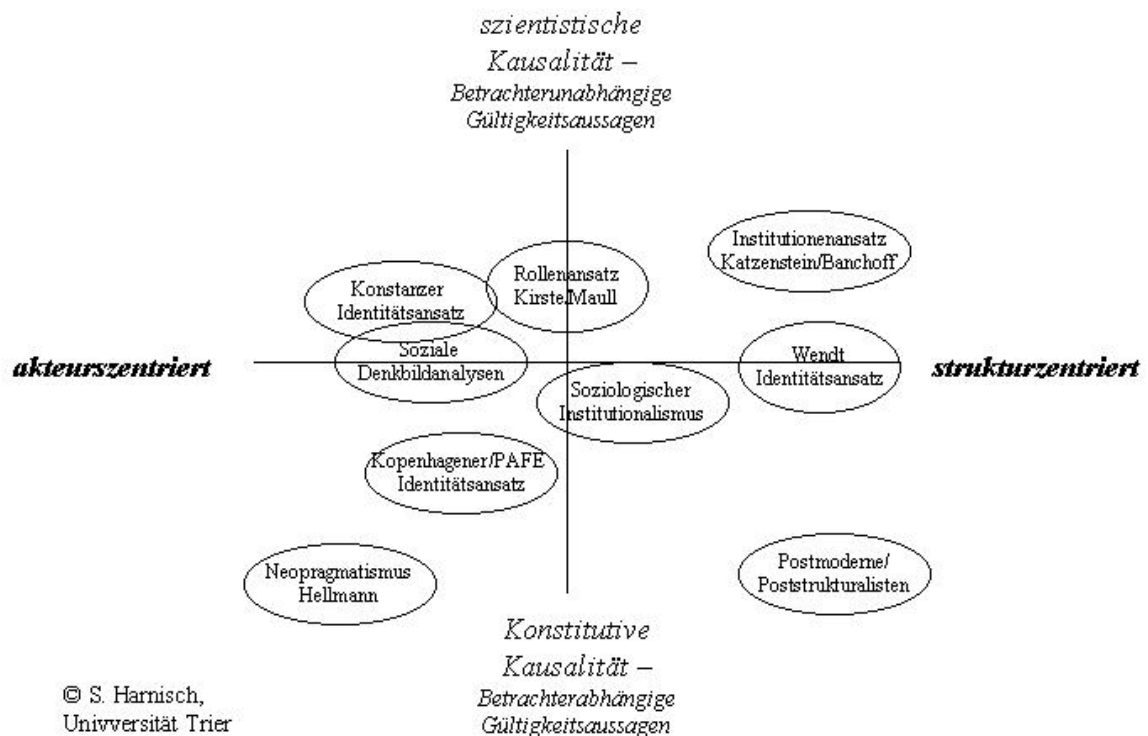 szientistische
Kausalität –
Betrachterunabhängige
Gültigkeitsaussagen
Institutionenansatz
Katzenstein/Banchoff
Rollenansatz
Kirste/Maull
Konstanzer
Identitätsansatz
akteurszentriert
Soziale
Denkbildanalysen
Wendt
Identitätsansatz
strukturzentriert
Soziologischer
Institutionalismus
Kopenhagener/PAFE
Identitätsansatz
Neopragmatismus
Hellmann
Postmoderne/
Poststrukturalisten
Konstitutive
Kausalität –
Betrachterabhängige
Gültigkeitsaussagen
© S. Harnisch,
Univversität Trier